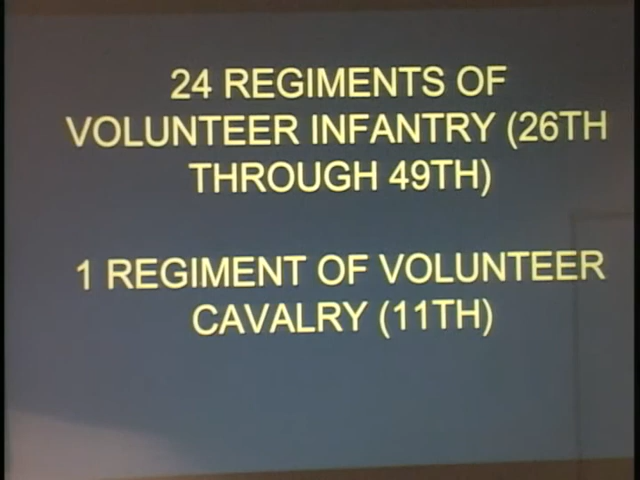 24 REGIMENTS OF
VOLUNTEER INFANTRY (26TH
THROUGH 49TH)
1 REGIMENT OF VOLUNTEER
CAVALRY (11TH)